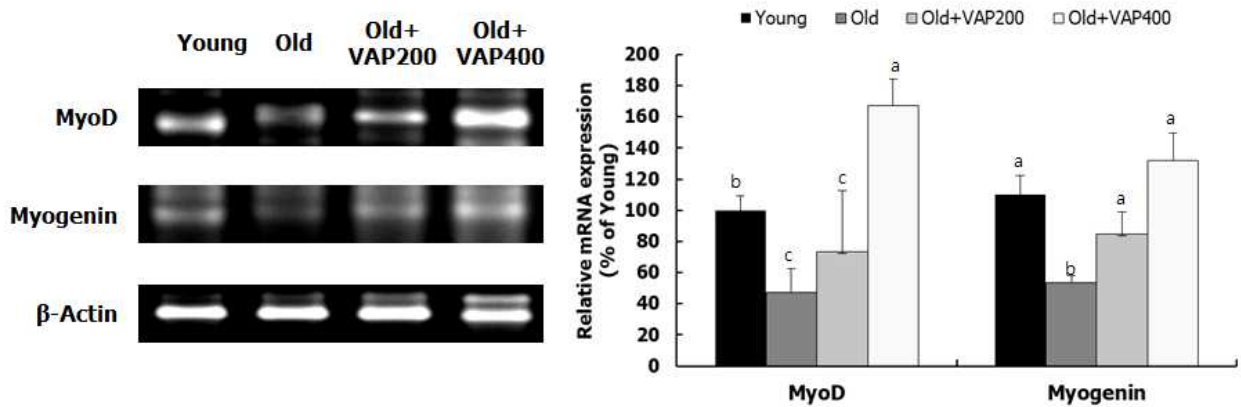 Young Old Old+ VAP200 Old+ VAP400
MyoD
Myogenin
β-Actin
Young Old Old+VAP200 Old+VAP400
Relative mRNA expression
(% of Young)
200
180
160
140
120
100
80
60
40
20
0
b
c
c
a
a
b
a
a
MyoD Myogenin